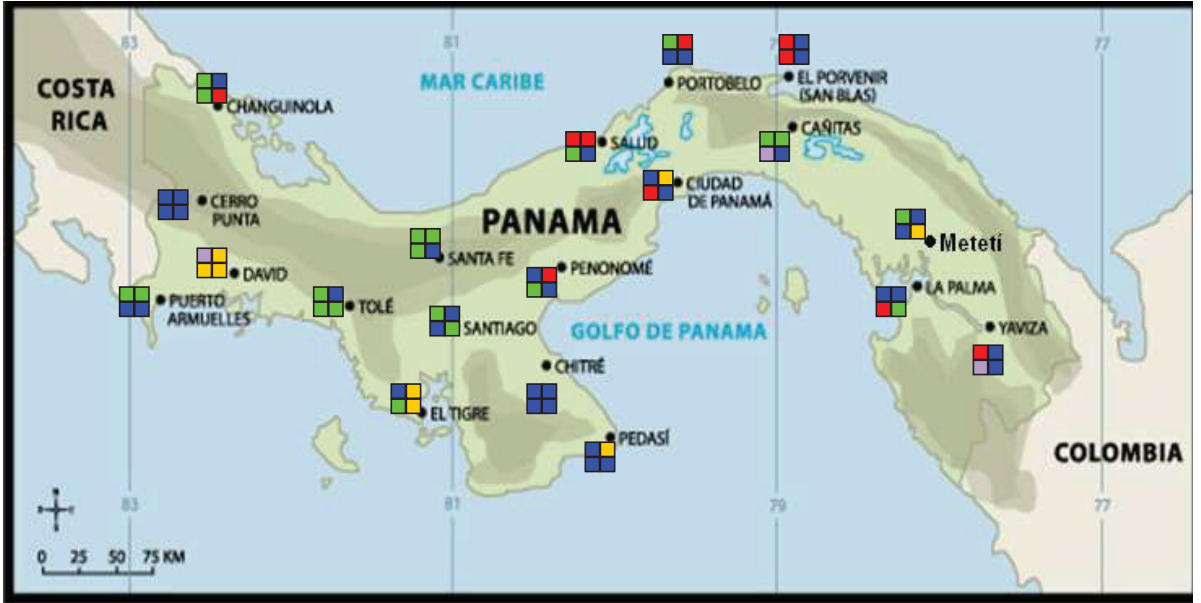 83
81
79
77
COSTA
RICA
MAR CARIBE
PORTOBELO
EL PORVENIR
(SAN BLAS)
CHANGUINOLA
SALUD
CAÑITAS
CERRO
PUNTA
CIUDAD
DE PANAMÁ
PANAMA
Metetí
SANTA FE
PENONOMÉ
DAVID
LA PALMA
PUERTO
ARMUELLES
TOLÉ
SANTIAGO
GOLFO DE PANAMA
YAVIZA
CHITRÉ
EL TIGRE
PEDASÍ
COLOMBIA
83
81
79
77
0 25 50 75 KM